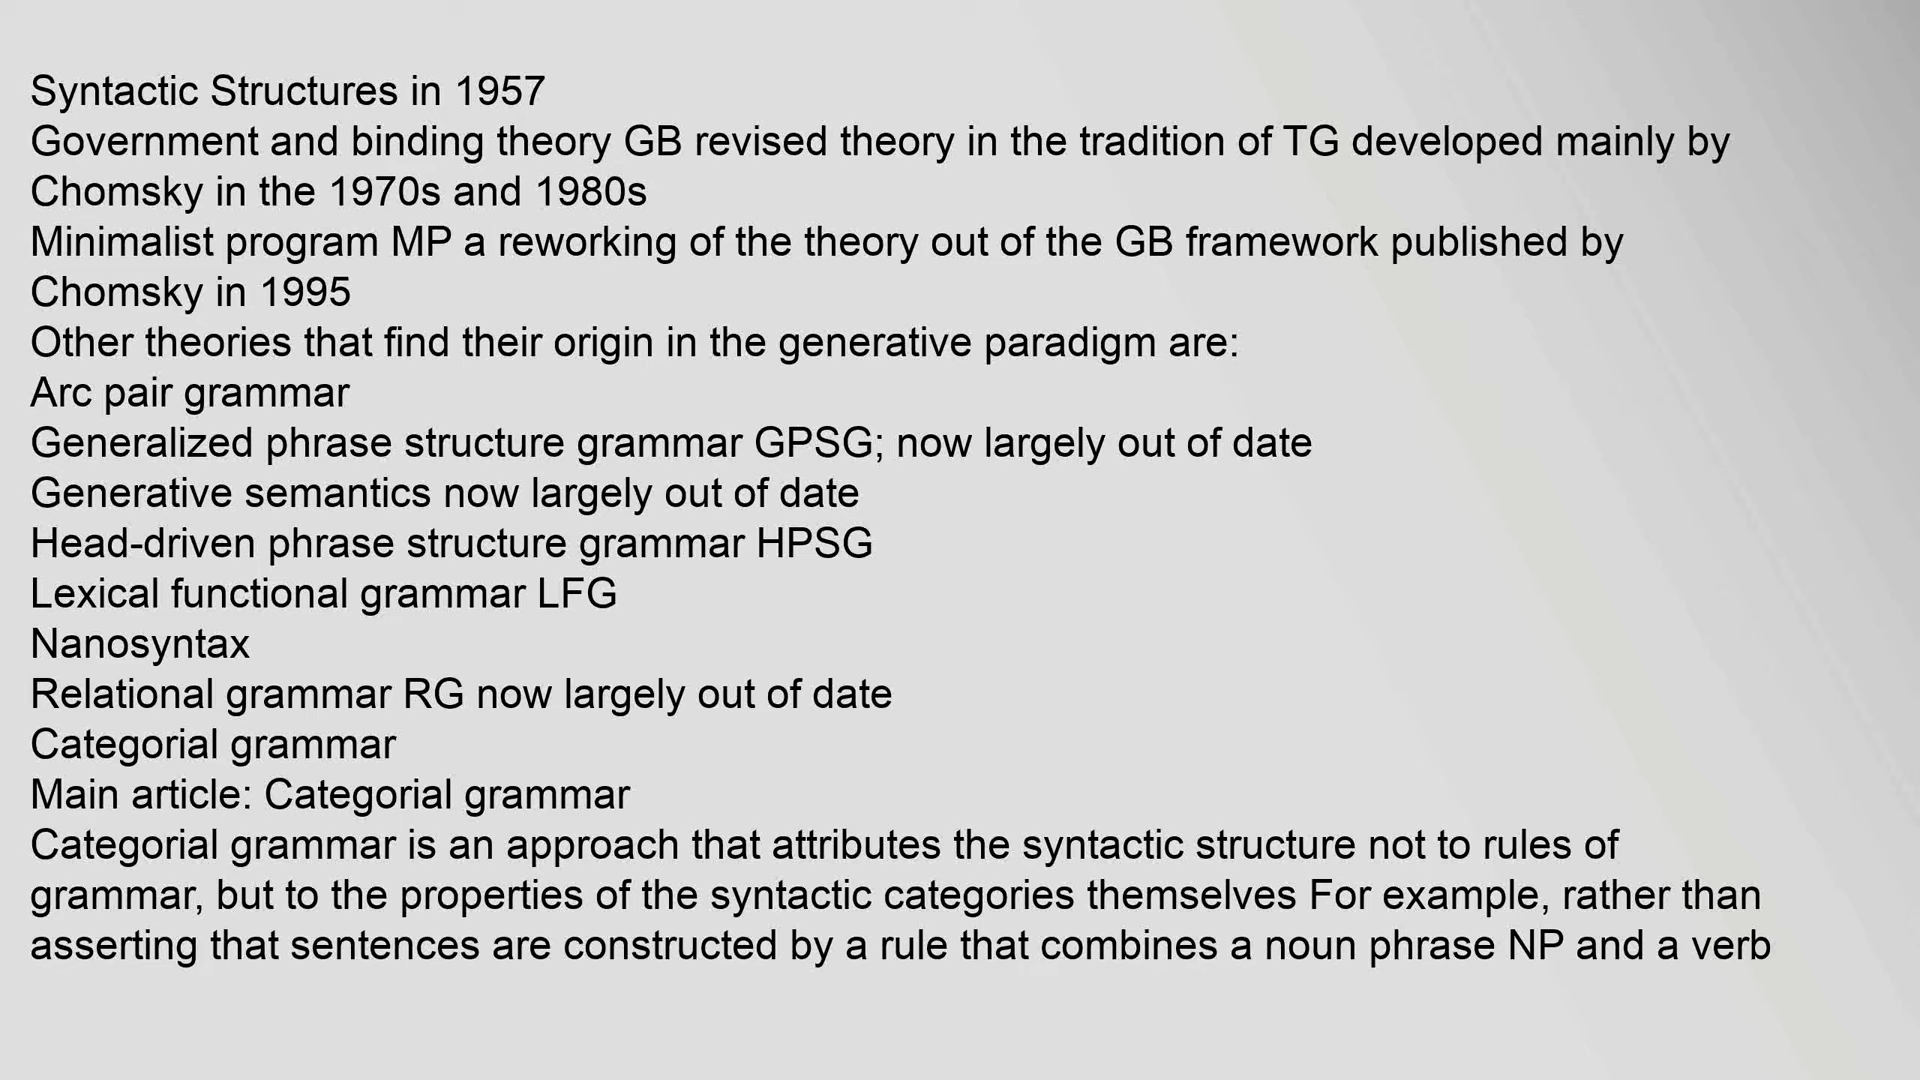 Syntactic Structures in 1957
Government and binding theory GB revised theory in the tradition of TG developed mainly by
Chomsky in the 1970s and 1980s
Minimalist program MP a reworking of the theory out of the GB framework published by
Chomsky in 1995
Other theories that find their origin in the generative paradigm are:
Arc pair grammar
Generalized phrase structure grammar GPSG; now largely out of date
Generative semantics now largely out of date
Head-driven phrase structure grammar HPSG
Lexical functional grammar LFG
Nanosyntax
Relational grammar RG now largely out of date
Categorial grammar
Main article: Categorial grammar
Categorial grammar is an approach that attributes the syntactic structure not to rules of
grammar, but to the properties of the syntactic categories themselves For example, rather than
asserting that sentences are constructed by a rule that combines a noun phrase NP and a verb